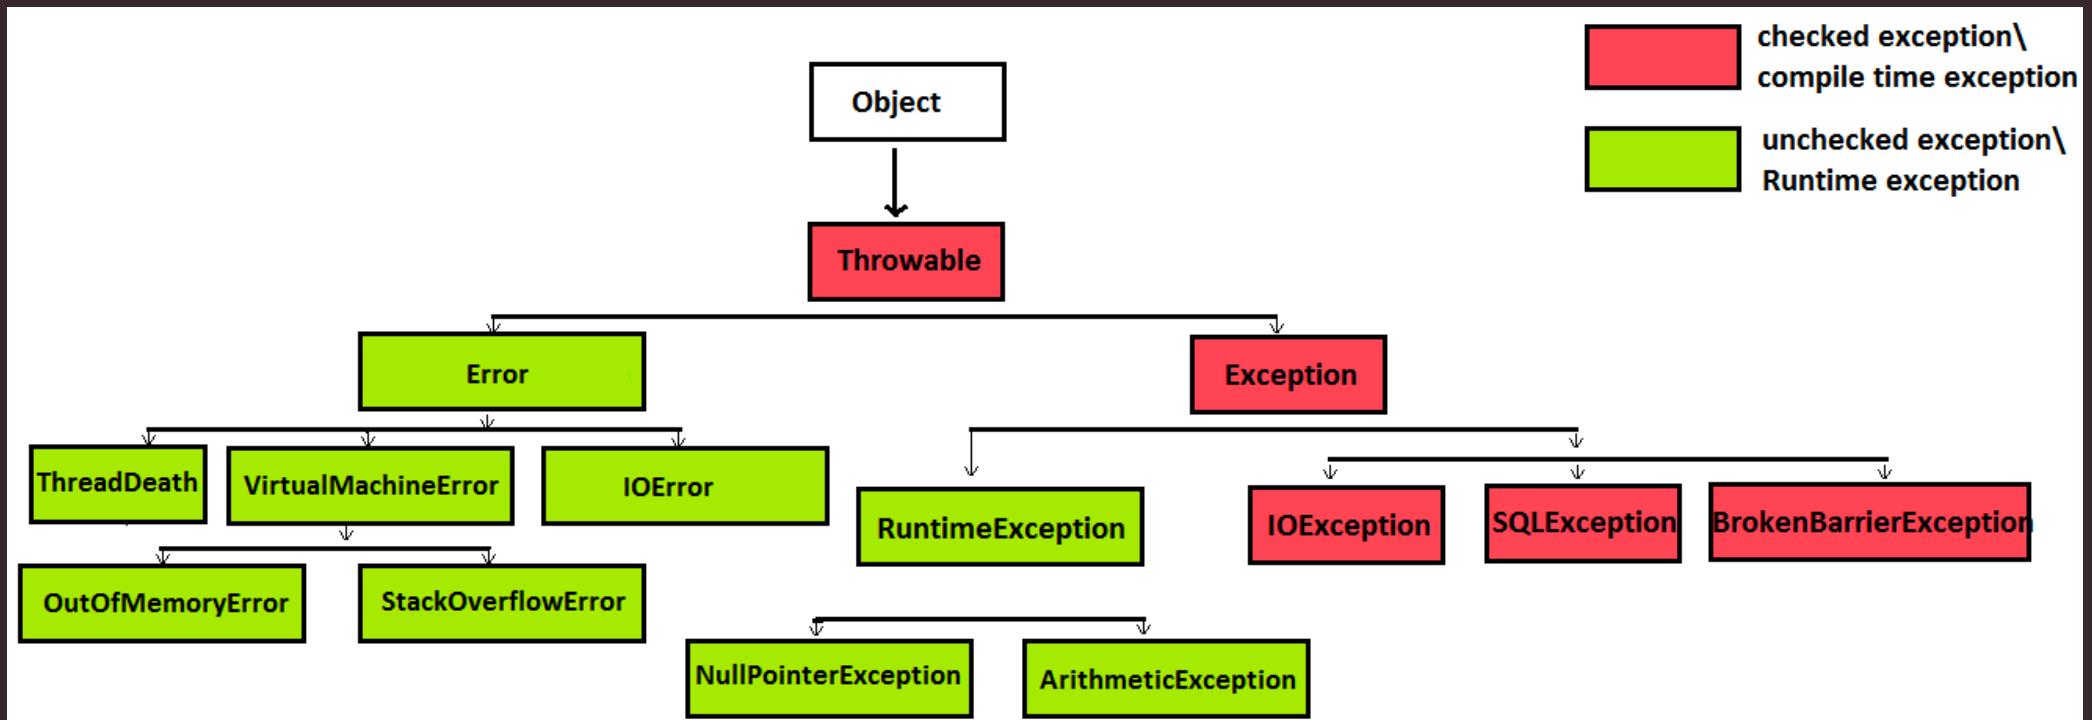 checked exception\
compile time exception
unchecked exception\
Runtime exception
Object
Throwable
Error
Exception
ThreadDeath
VirtualMachineError
IOError
RuntimeException
IOException
SQLException
BrokenBarrierException
OutOfMemoryError
StackOverflowError
NullPointerException
ArithmeticException